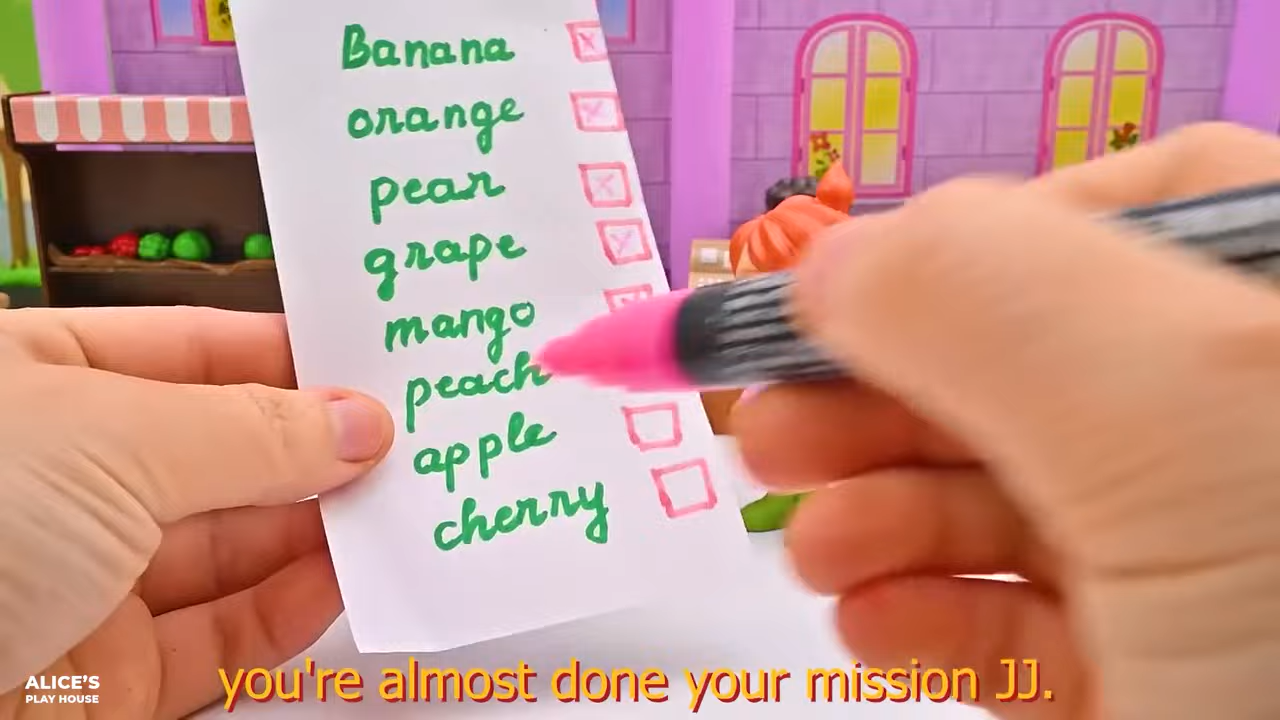 Banana
orange
pear
grape
mango
peach
apple
cherry
you're almost done your mission JJ.
ALICE'S
PLAY HOUSE